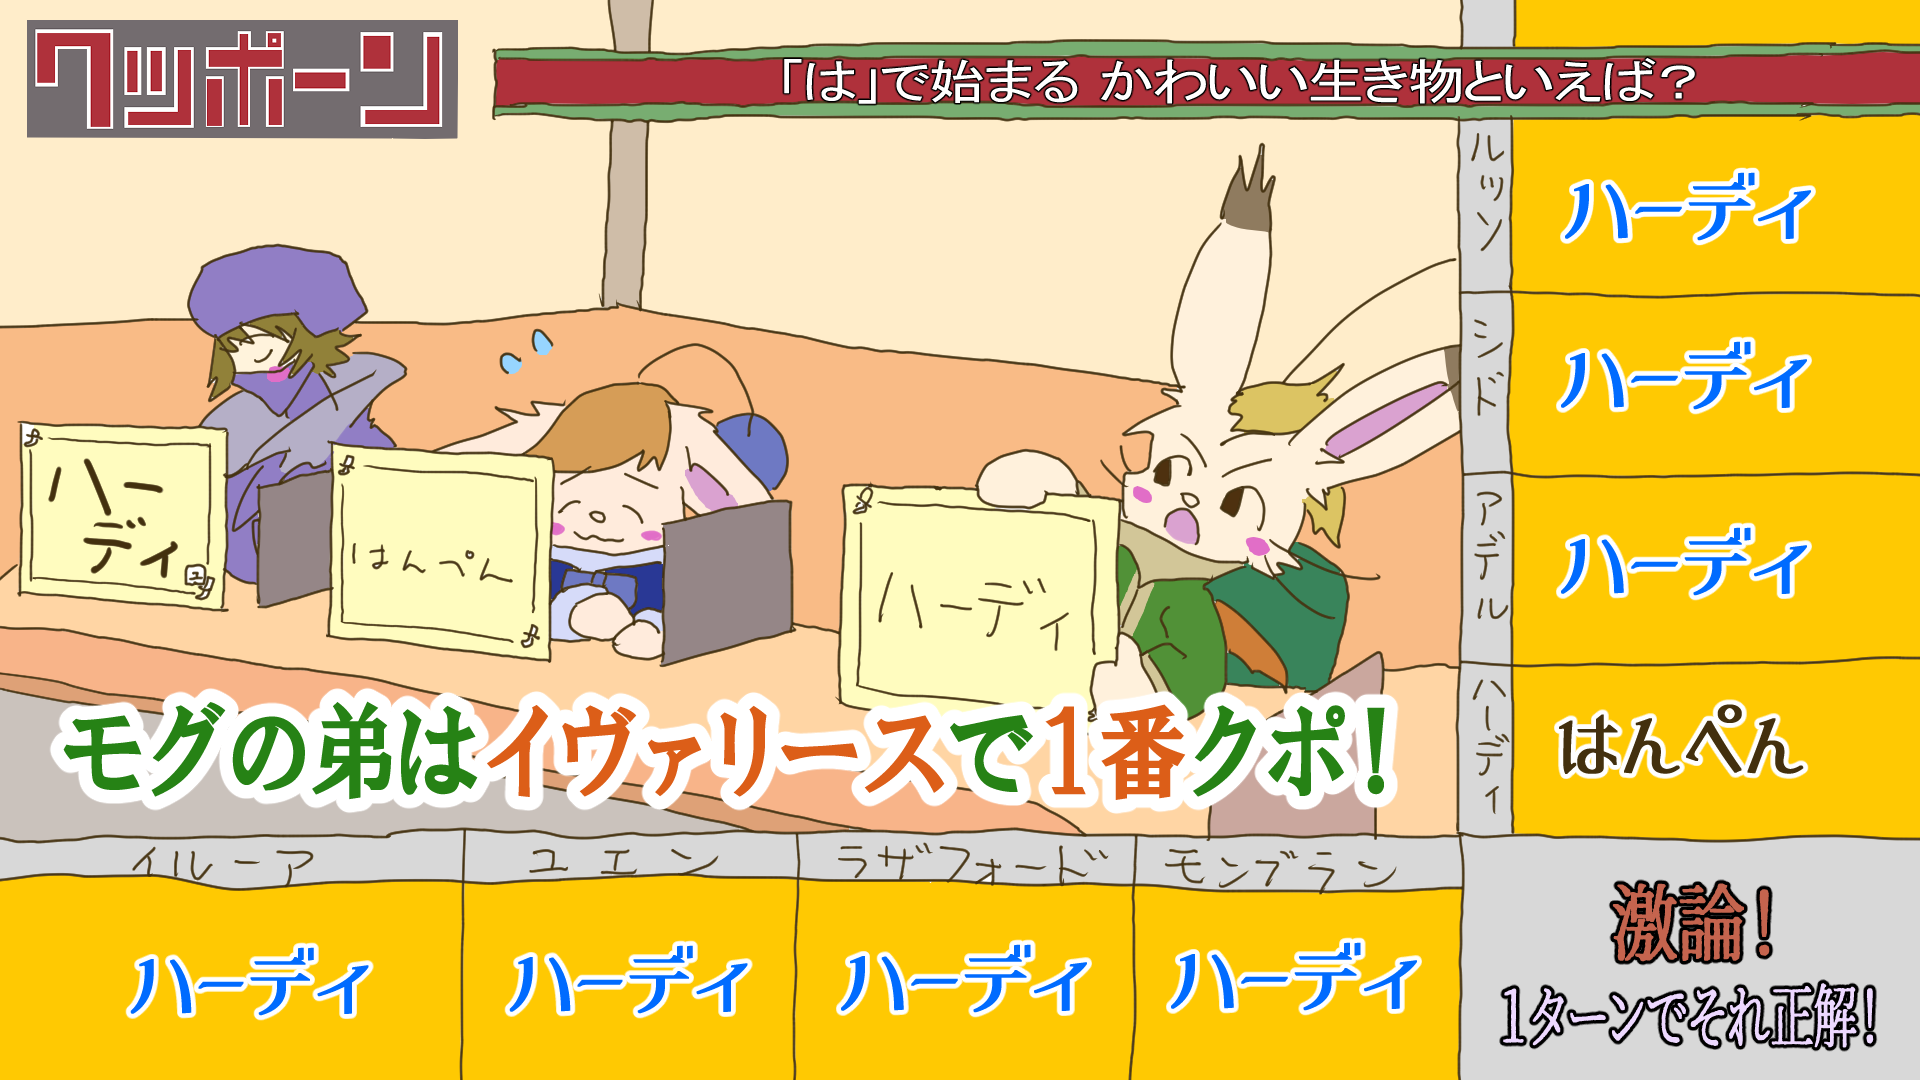 クッポーン
「は」で始まる かわいい生き物といえば？
ルッソ
ハーディ
シド
ハーディ
アデル
ハーディ
ハーディ
はんぺん
ハー
ディ
ユ
はんぺん
ハーディ
モグの弟はイヴァリースで1番クポ！
イルーア
ユエン
ラザフォード
モンブラン
ハーディ
ハーディ
ハーディ
ハーディ
激論！
1ターンでそれ正解！